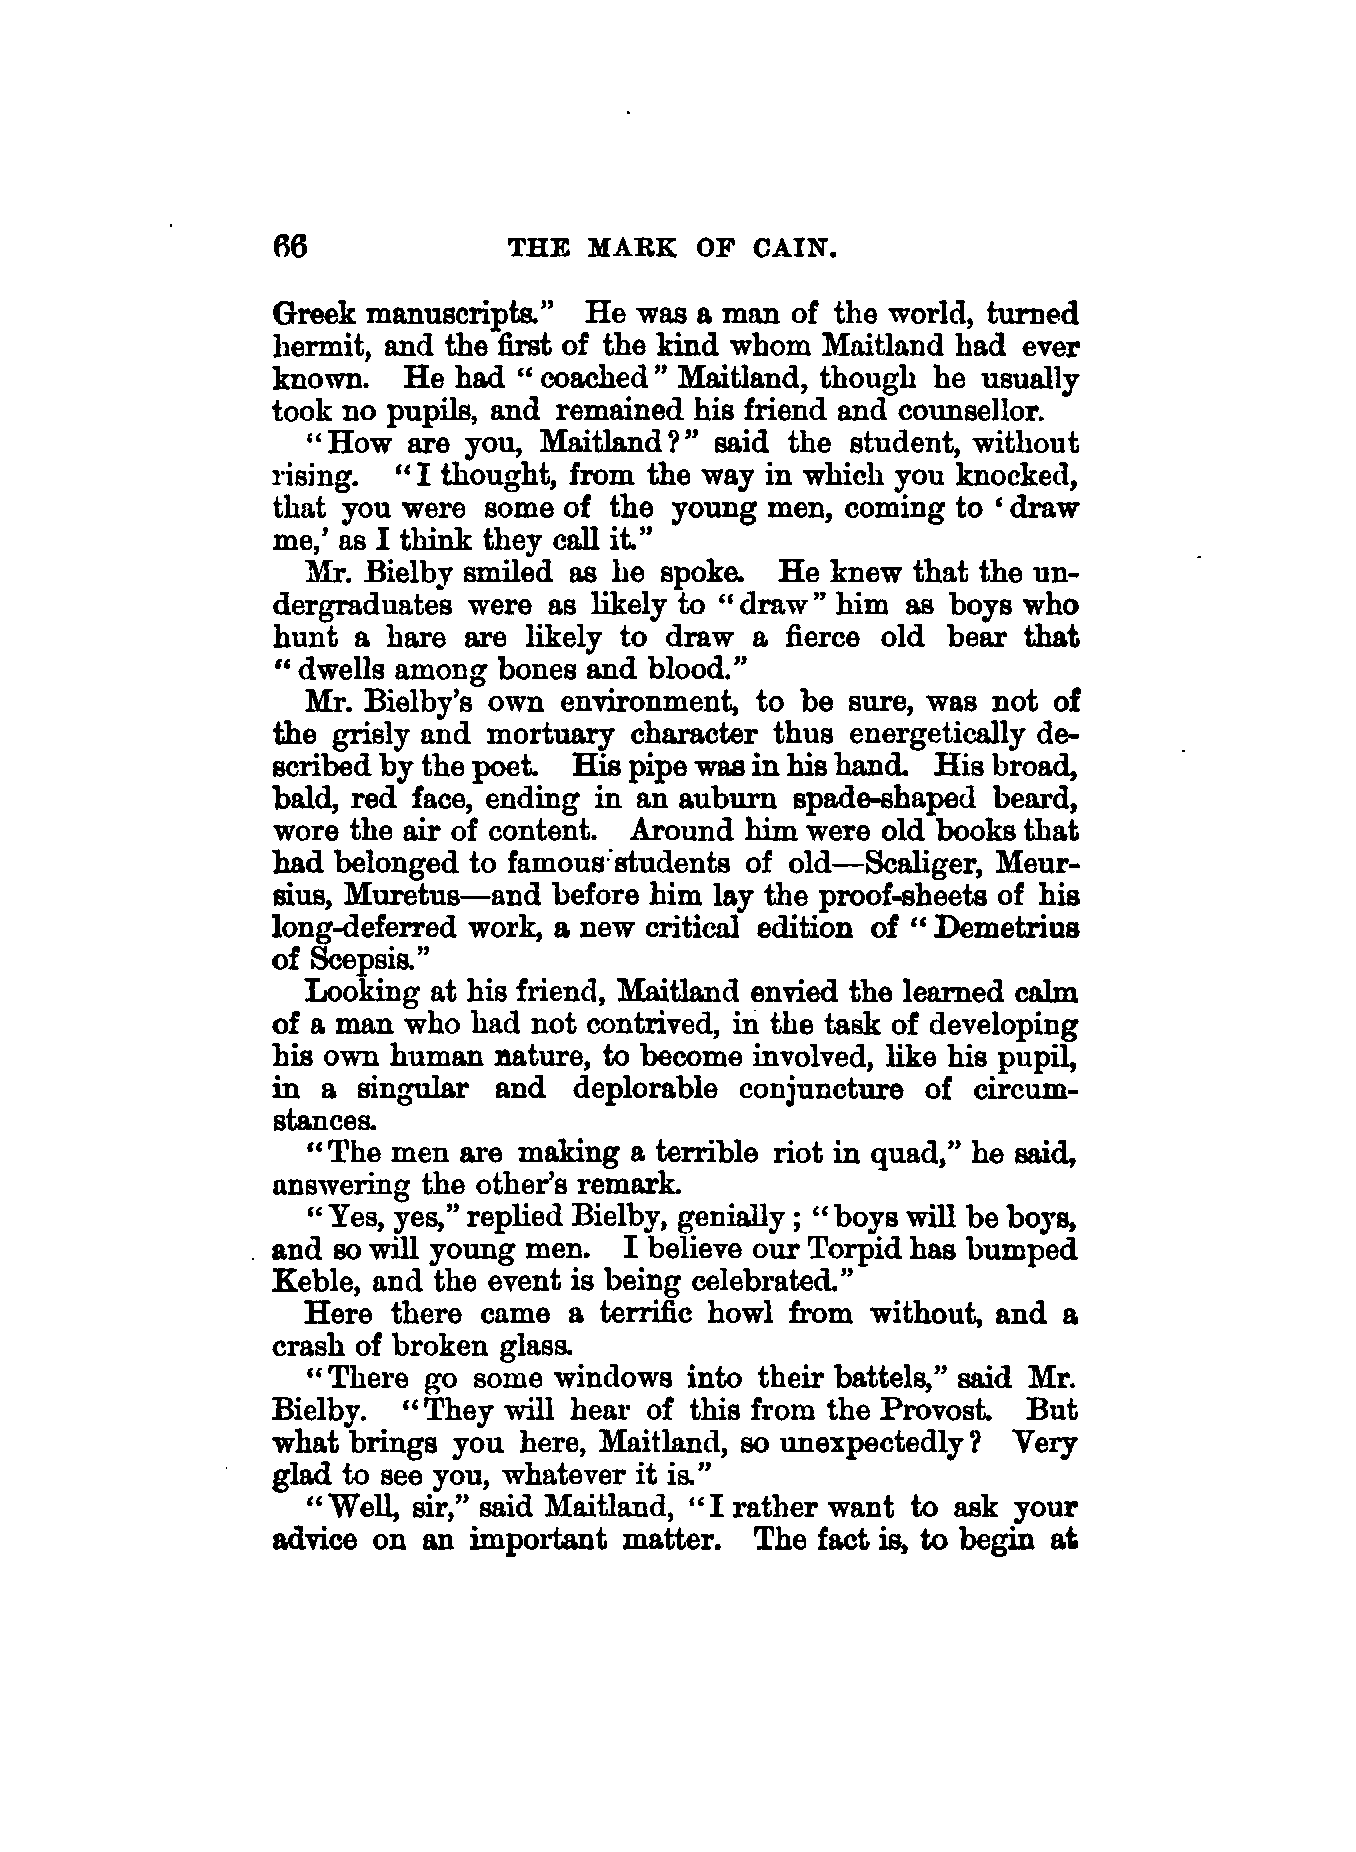 66 THE MARK OF CAIN.
Greek manuscripts." He was a man of the world, turned
hermit, and the first of the kind whom Maitland had ever
known. He had "coached" Maitland, though he usually
took no pupils, and remained his friend and counsellor.
"How are you, Maitland?" said the student, without
rising. "I thought, from the way in which you knocked,
that you were some of the young men, coming to 'draw
me,' as I think they call it."
Mr. Bielby smiled as he spoke. He knew that the un-
dergraduates were as likely to "draw" him as boys who
hunt a hare are likely to draw a fierce old bear that
"dwells among bones and blood."
Mr. Bielby's own environment, to be sure, was not of
the grisly and mortuary character thus energetically de-
scribed by the poet. His pipe was in his hand. His broad,
bald, red face, ending in an auburn spade-shaped beard,
wore the air of content. Around him were old books that
had belonged to famous students of old—Scaliger, Meur-
sius, Muretus—and before him lay the proof-sheets of his
long-deferred work, a new critical edition of "Demetrius
of Scepsis."
Looking at his friend, Maitland envied the learned calm
of a man who had not contrived, in the task of developing
his own human nature, to become involved, like his pupil,
in a singular and deplorable conjuncture of circum-
stances.
"The men are making a terrible riot in quad," he said,
answering the other's remark.
"Yes, yes," replied Bielby, genially; "boys will be boys,
and so will young men. I believe our Torpid has bumped
Keble, and the event is being celebrated."
Here there came a terrific howl from without, and a
crash of broken glass.
"There go some windows into their battels," said Mr.
Bielby. "They will hear of this from the Provost. But
what brings you here, Maitland, so unexpectedly? Very
glad to see you, whatever it is."
"Well, sir," said Maitland, "I rather want to ask your
advice on an important matter. The fact is, to begin at